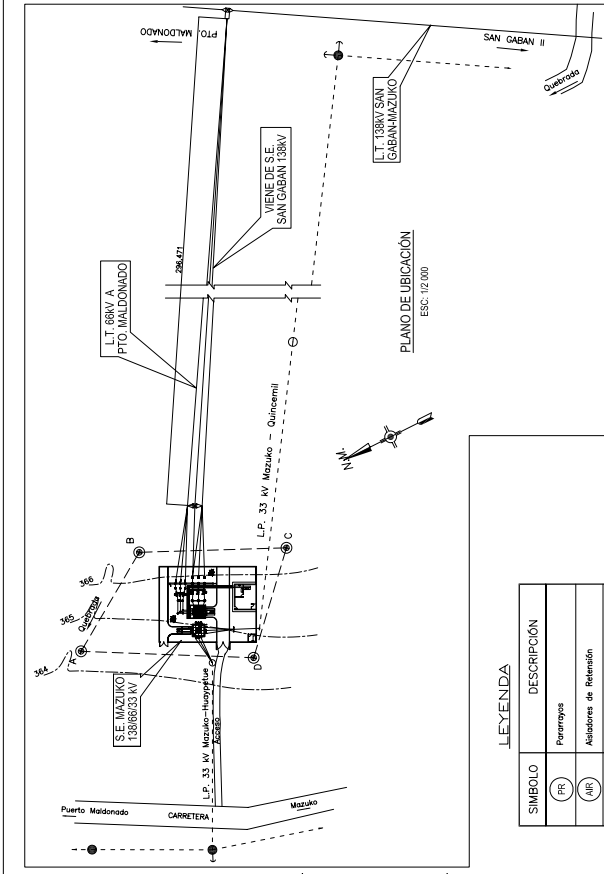 PTO. MALDONADO
SAN GABAN II
Quebrada
L.T. 138kV SAN
GABAN-MAZUKO
VIENE DE S.E.
SAN GABAN 138kV
296.471
L.T. 66kV A
PTO. MALDONADO
PLANO DE UBICACIÓN
ESC: 1/2 000
L.P. 33 kV Mazuko - Quincemil
N.M.
B
C
366
365
364
Quebrada
A
D
S.E. MAZUKO
138/66/33 kV
L.P. 33 kV Mazuko-Huaypetue
Acceso
Puerto Maldonado
CARRETERA
Mazuko
LEYENDA
SIMBOLO
DESCRIPCIÓN
PR
Pararrayos
AIR
Aisladores de Retensión